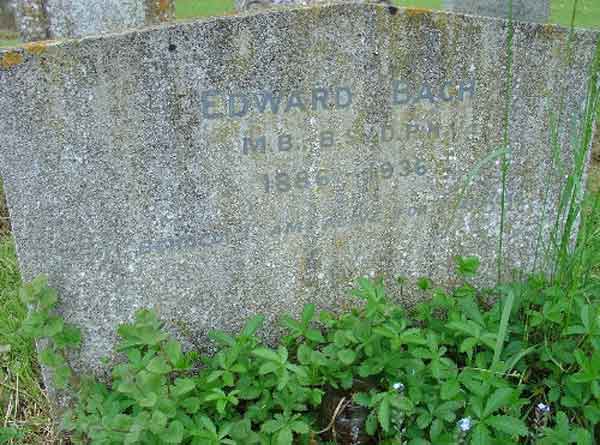 EDWARD BACH
M.B., B.S., D.P.H.
1886 1936
BEHOLD I AM ALIVE FOR